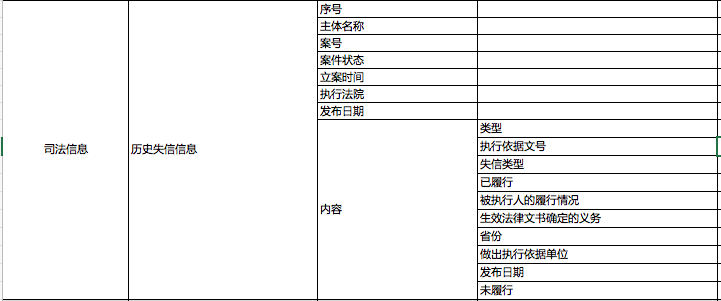 序号
主体名称
案号
案件状态
立案时间
执行法院
发布日期
司法信息
历史失信信息
内容
类型
执行依据文号
失信类型
已履行
被执行人的履行情况
生效法律文书确定的义务
省份
做出执行依据单位
发布日期
未履行